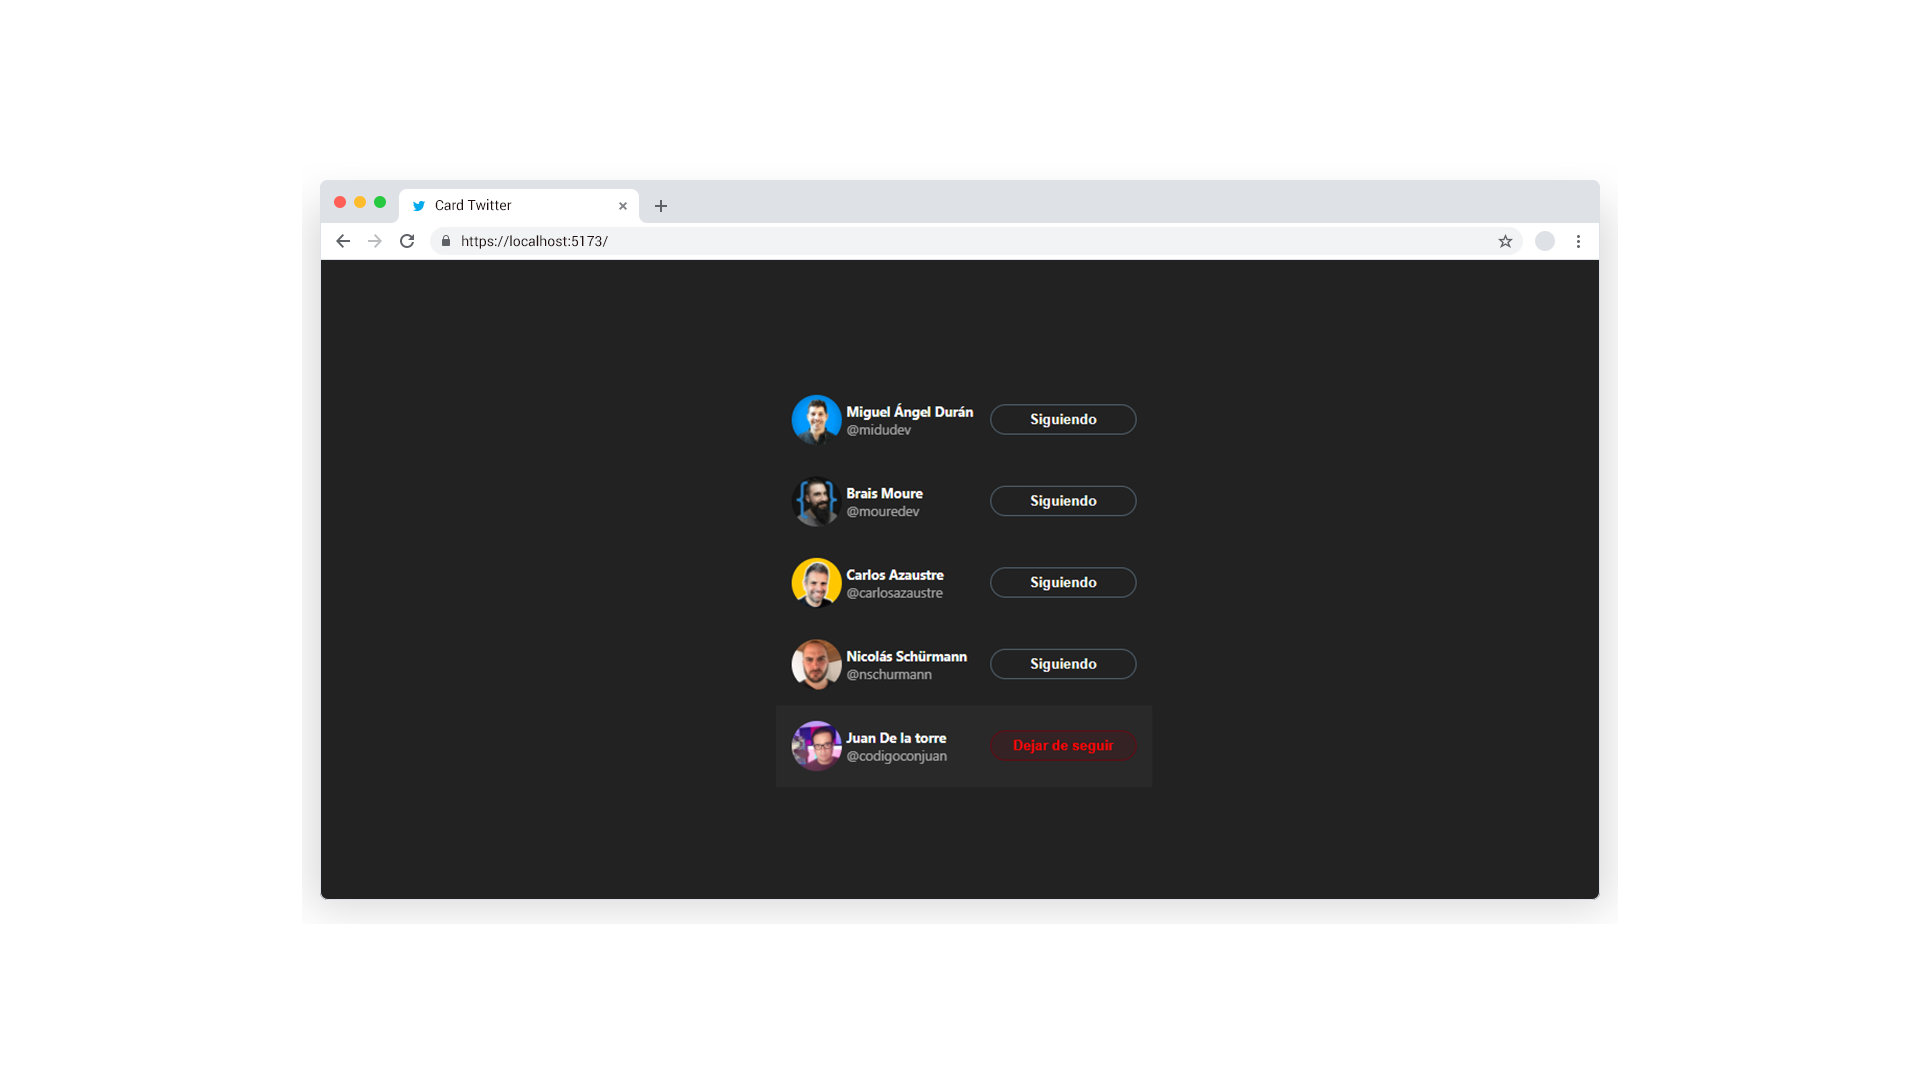 Card Twitter
https://localhost:5173/
Miguel Ángel Durán
@midudev
Siguiendo
Brais Moure
@mouredev
Siguiendo
Carlos Azaustre
@carlosazaustre
Siguiendo
Nicolás Schürmann
@nschurmann
Siguiendo
Juan De la torre
@codigoconjuan
Dejar de seguir